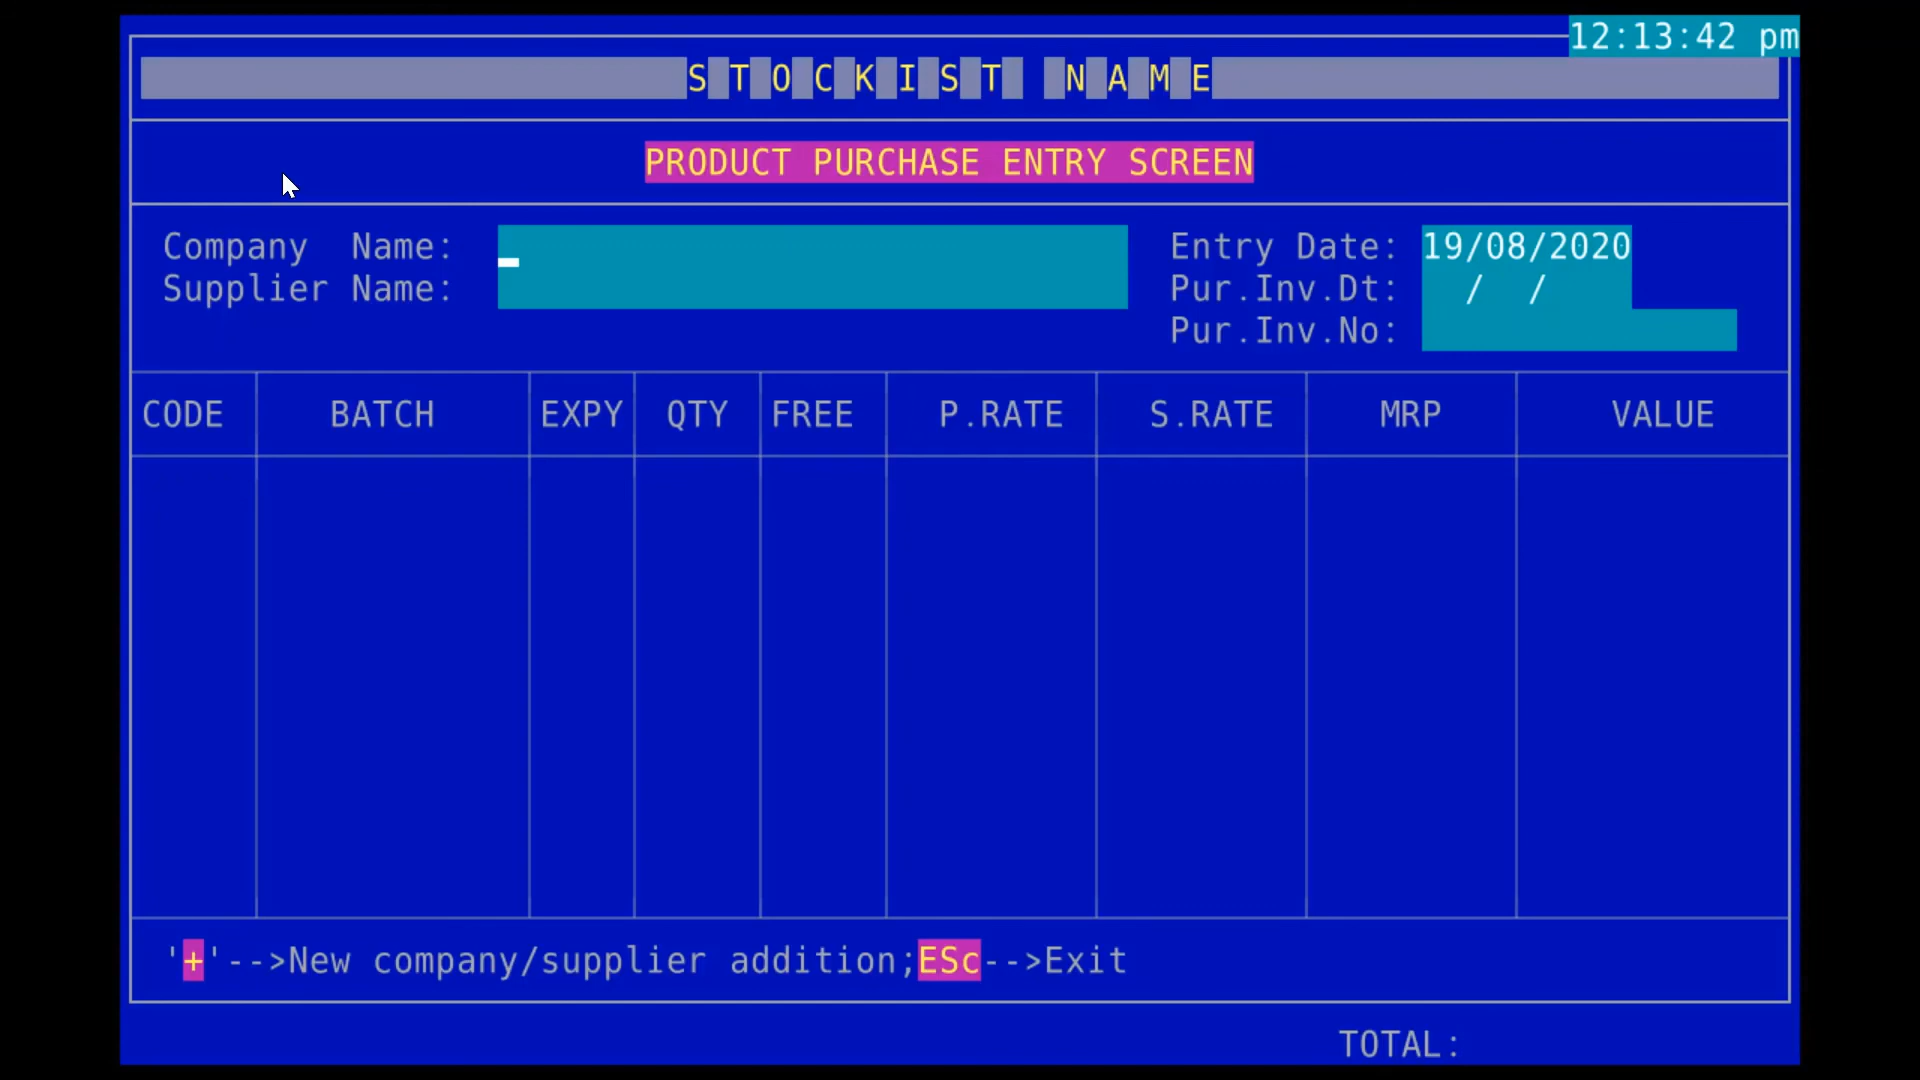 12:13:42 pm
STOCKIST NAME
PRODUCT PURCHASE ENTRY SCREEN
Company Name: Entry Date: 19/08/2020
Supplier Name: Pur.Inv.Dt: / /
Pur.Inv.No:
CODE BATCH EXPY QTY FREE P.RATE S.RATE MRP VALUE
'+'-->New company/supplier addition;ESc-->Exit
TOTAL: